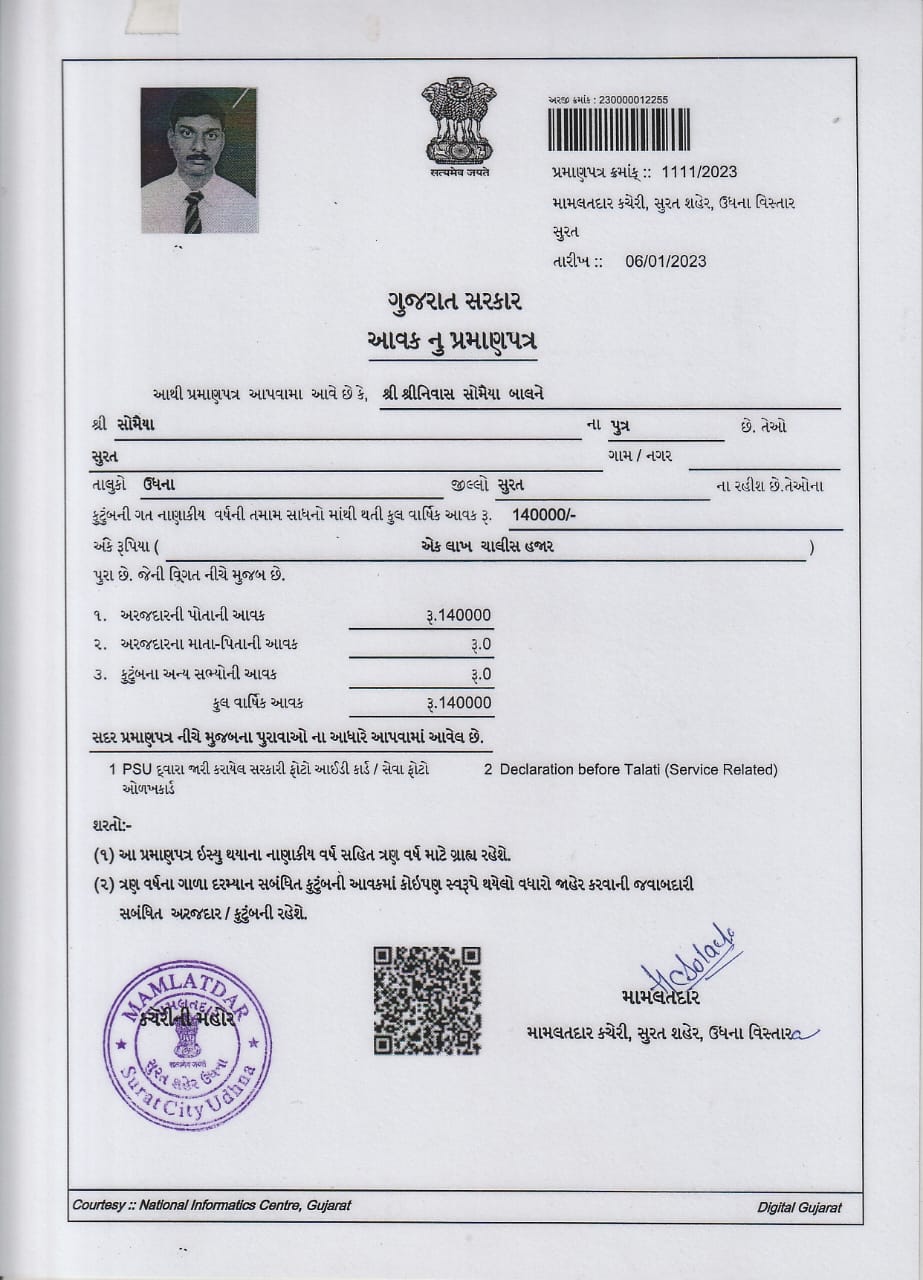 सत्यमेव जयते
અરજી ક્રમાંક : 230000012255
પ્રમાણપત્ર ક્રમાંક્ :: 1111/2023
મામલતદાર કચેરી, સુરત શહેર, ઉધના વિસ્તાર
સુરત
તારીખ :: 06/01/2023
ગુજરાત સરકાર
આવક નુ પ્રમાણપત્ર
આથી પ્રમાણપત્ર આપવામા આવે છે કે, શ્રી શ્રીનિવાસ સોમૈયા બાલને
શ્રી સોમૈયા ના પુત્ર છે. તેઓ
સુરત ગામ / નગર
તાલુકો ઉધના જીલ્લો સુરત ના રહીશ છે.તેઓના
કુટુંબની ગત નાણાકીય વર્ષની તમામ સાધનો માંથી થતી કુલ વાર્ષિક આવક રૂ. 140000/-
અંકે રૂપિયા ( એક લાખ ચાલીસ હજાર )
પુરા છે. જેની વિ્ગત નીચે મુજબ છે.
૧. અરજદારની પોતાની આવક રૂ.140000
૨. અરજદારના માતા-પિતાની આવક રૂ.0
૩. કુટુંબના અન્ય સભ્યોની આવક રૂ.0
કુલ વાર્ષિક આવક રૂ.140000
સદર પ્રમાણપત્ર નીચે મુજબના પુરાવાઓ ના આધારે આપવામાં આવેલ છે.
1 PSU દ્વારા જારી કરાયેલ સરકારી ફોટો આઈડી કાર્ડ / સેવા ફોટો 2 Declaration before Talati (Service Related)
ઓળખકાર્ડ
શરતો:-
(૧) આ પ્રમાણપત્ર ઇસ્યુ થયાના નાણાકીય વર્ષ સહિત ત્રણ વર્ષ માટે ગ્રાહ્ય રહેશે.
(૨) ત્રણ વર્ષના ગાળા દરમ્યાન સબંધિત કુટુંબની આવકમાં કોઇપણ સ્વરૂપે થયેલો વધારો જાહેર કરવાની જવાબદારી
સબંધિત અરજદાર / કુટુંબની રહેશે.
MAMLATDAR
મામલતદાર
કચેરીની મહોર
સુરત શહેર ઉધના
Surat City Udhna
મામલતદાર
મામલતદાર કચેરી, સુરત શહેર, ઉધના વિસ્તાર
Courtesy :: National Informatics Centre, Gujarat
Digital Gujarat